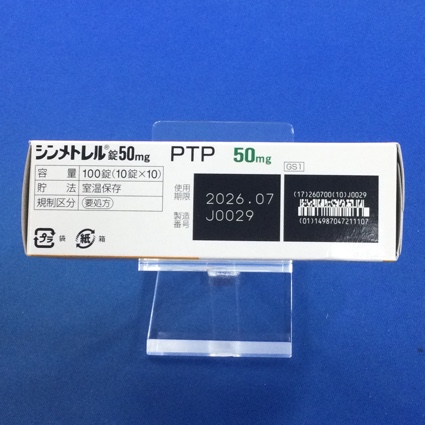 シンメトレル®錠50mg PTP 50mg
容量 100錠(10錠×10)
貯法 室温保存
規制区分 要処方
使用期限 2026.07
製造番号 J0029
GS1
(17)260700(10)J0029
(01)14987047211107
プラ 袋 紙 箱